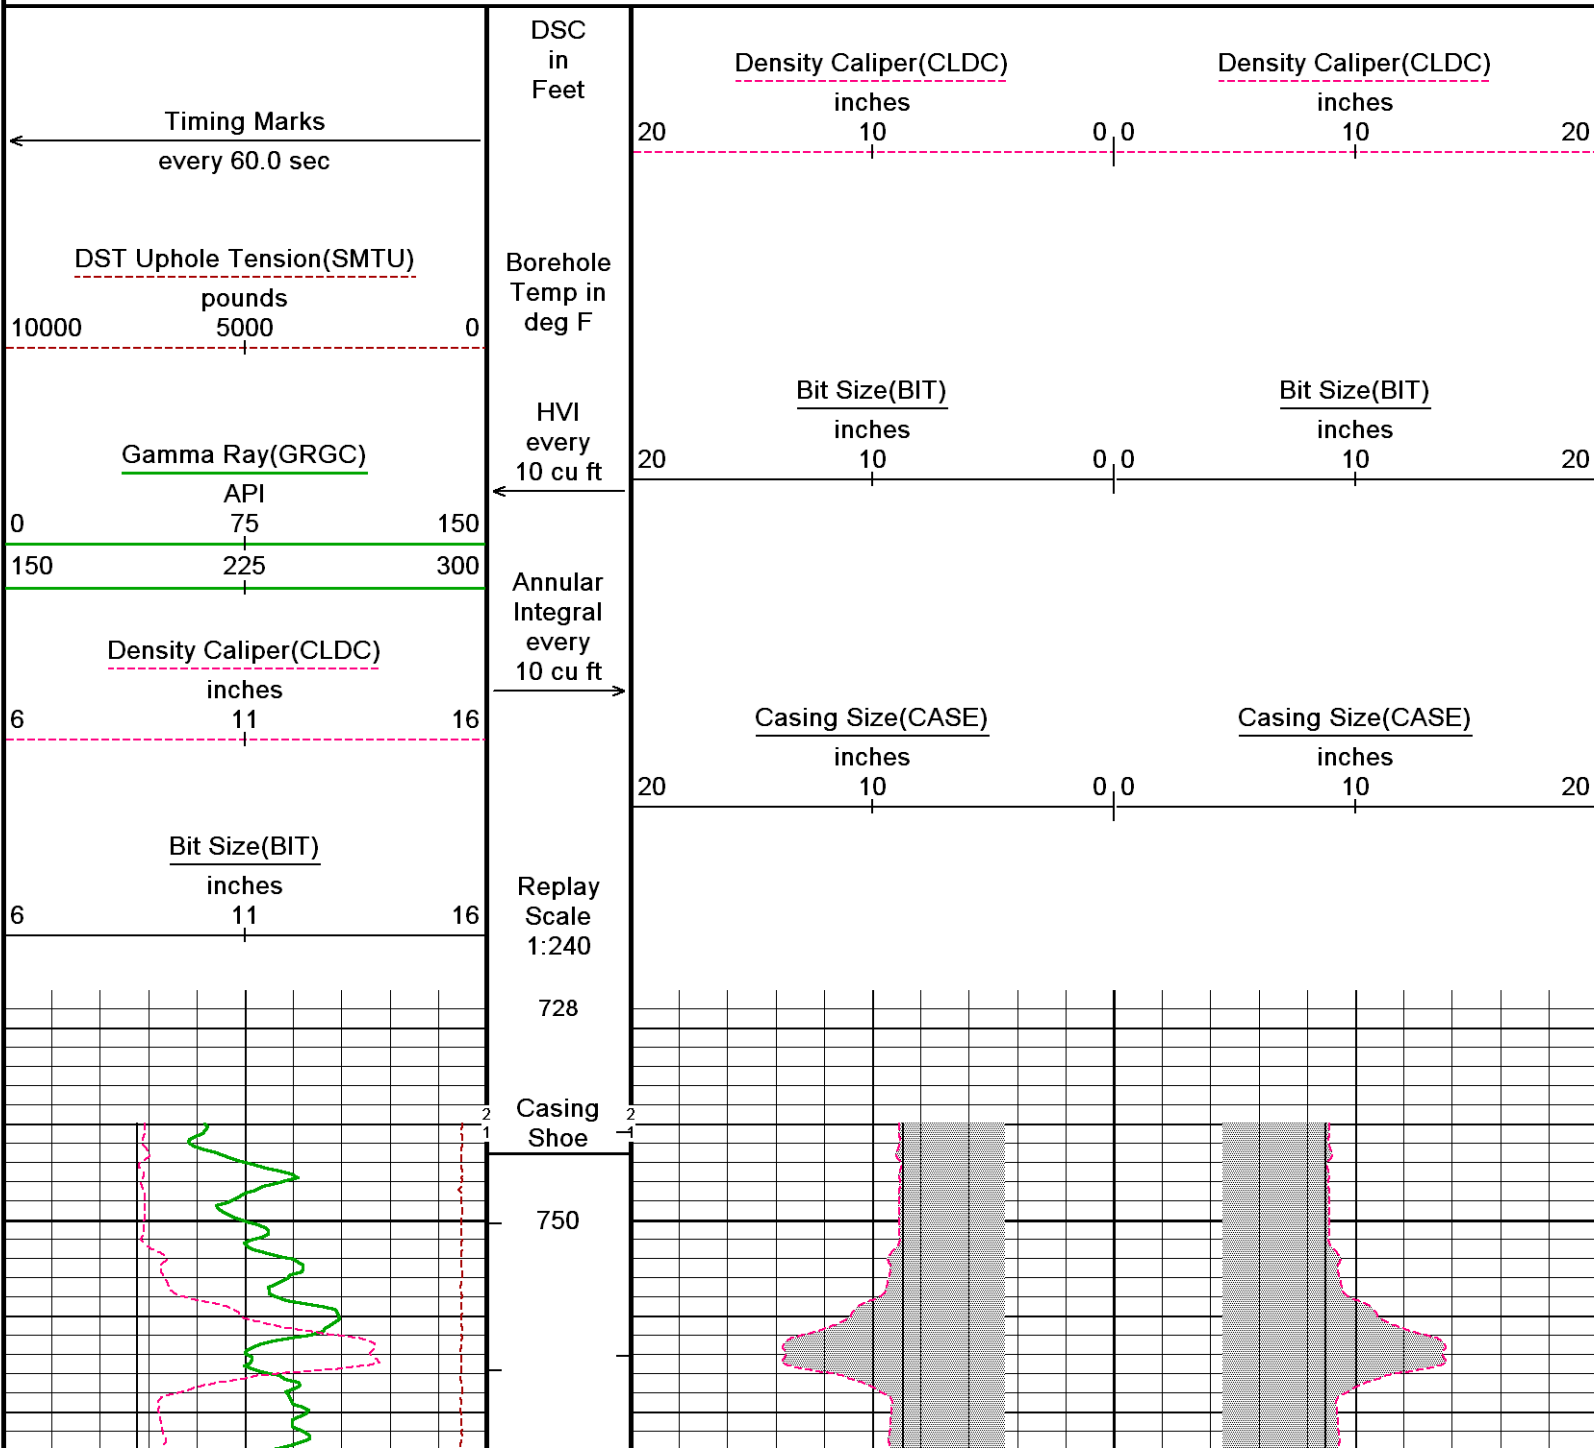 Timing Marks
every 60.0 sec
DST Uphole Tension(SMTU)
pounds
10000 5000 0
Gamma Ray(GRGC)
API
0 75 150
150 225 300
Density Caliper(CLDC)
inches
6 11 16
Bit Size(BIT)
inches
6 11 16
DSC
in
Feet
Borehole
Temp in
deg F
HVI
every
10 cu ft
Annular
Integral
every
10 cu ft
Replay
Scale
1:240
728
2 2
Casing
1 1
Shoe
750
Density Caliper(CLDC) Density Caliper(CLDC)
inches inches
20 10 0 0 10 20
Bit Size(BIT) Bit Size(BIT)
inches inches
20 10 0 0 10 20
Casing Size(CASE) Casing Size(CASE)
inches inches
20 10 0 0 10 20